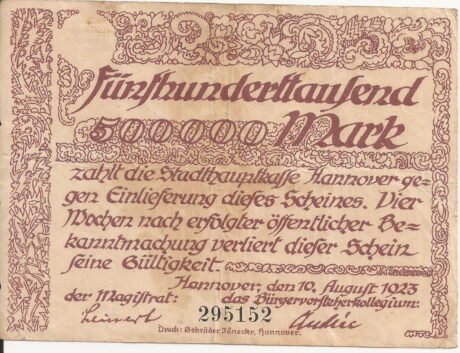 Fünfhunderttausend
500000 Mark
zahlt die Stadthauptkasse Hannover ge-
gen Einlieferung dieses Scheines. Vier
Wochen nach erfolgter öffentlicher Be-
kanntmachung verliert dieser Schein
seine Gültigkeit.
Hannover, den 10. August 1923
der Magistrat: das Bürgervorsteherkollegium:
Leinert
295152
Druck: Gebrüder Jänecke, Hannover.